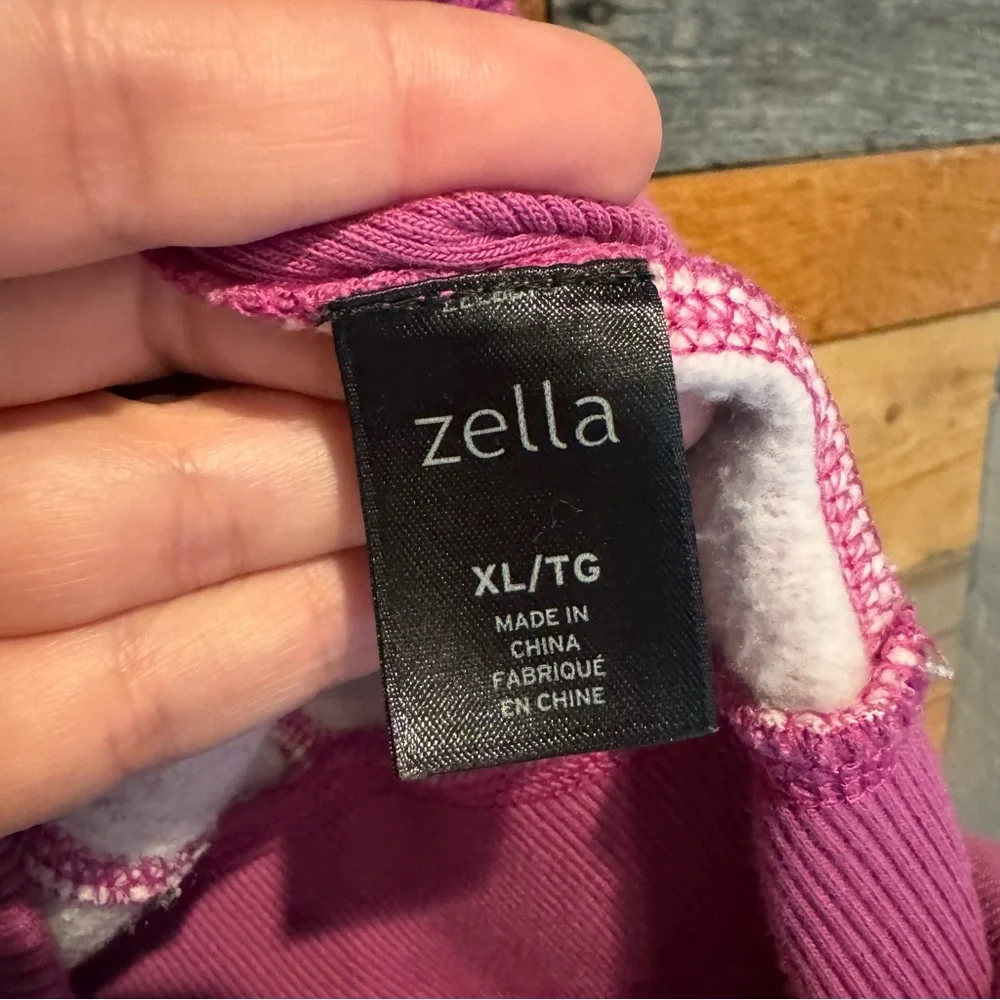 zella
XL/TG
MADE IN
CHINA
FABRIQUÉ
EN CHINE